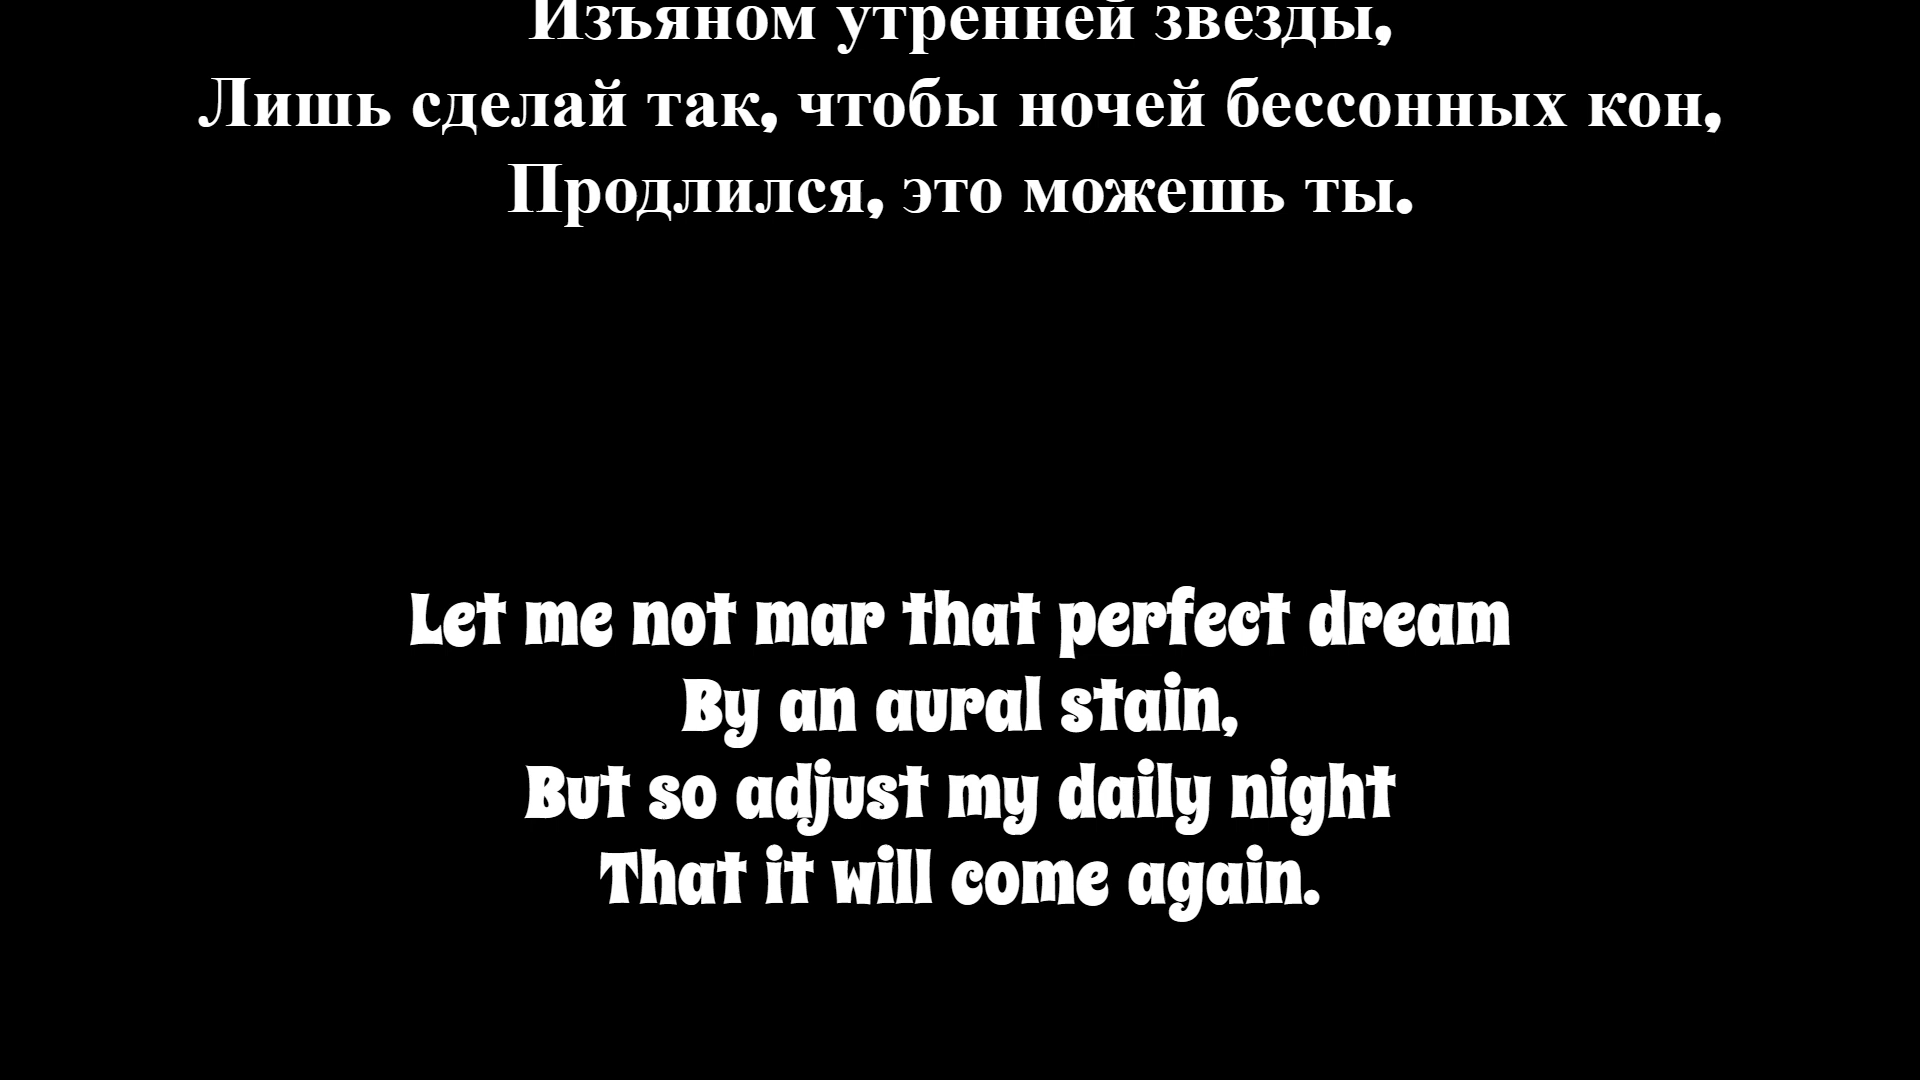 Изъяном утренней звезды,
Лишь сделай так, чтобы ночей бессонных кон,
Продлился, это можешь ты.
Let me not mar that perfect dream
By an aural stain,
But so adjust my daily night
That it will come again.